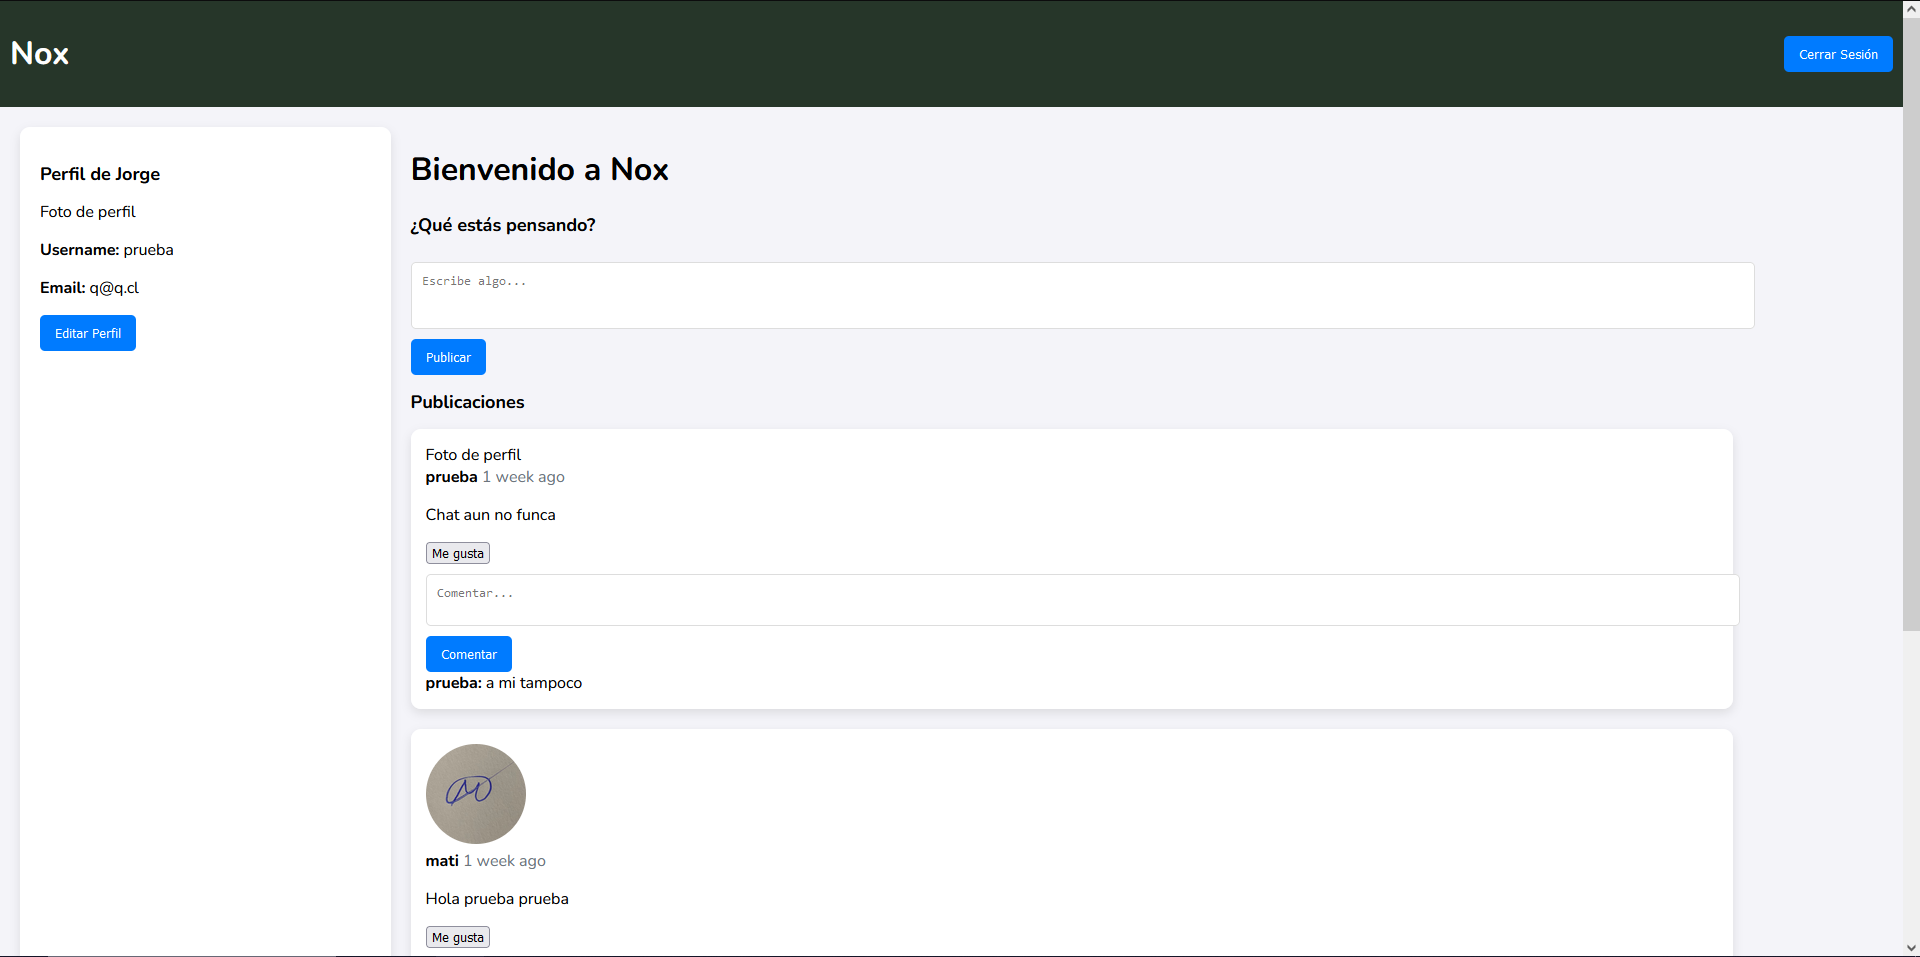 Nox
Cerrar Sesión
Perfil de Jorge
Foto de perfil
Username: prueba
Email: q@q.cl
Editar Perfil
Bienvenido a Nox
¿Qué estás pensando?
Escribe algo...
Publicar
Publicaciones
Foto de perfil
prueba 1 week ago
Chat aun no funca
Me gusta
Comentar...
Comentar
prueba: a mi tampoco
mati 1 week ago
Hola prueba prueba
Me gusta